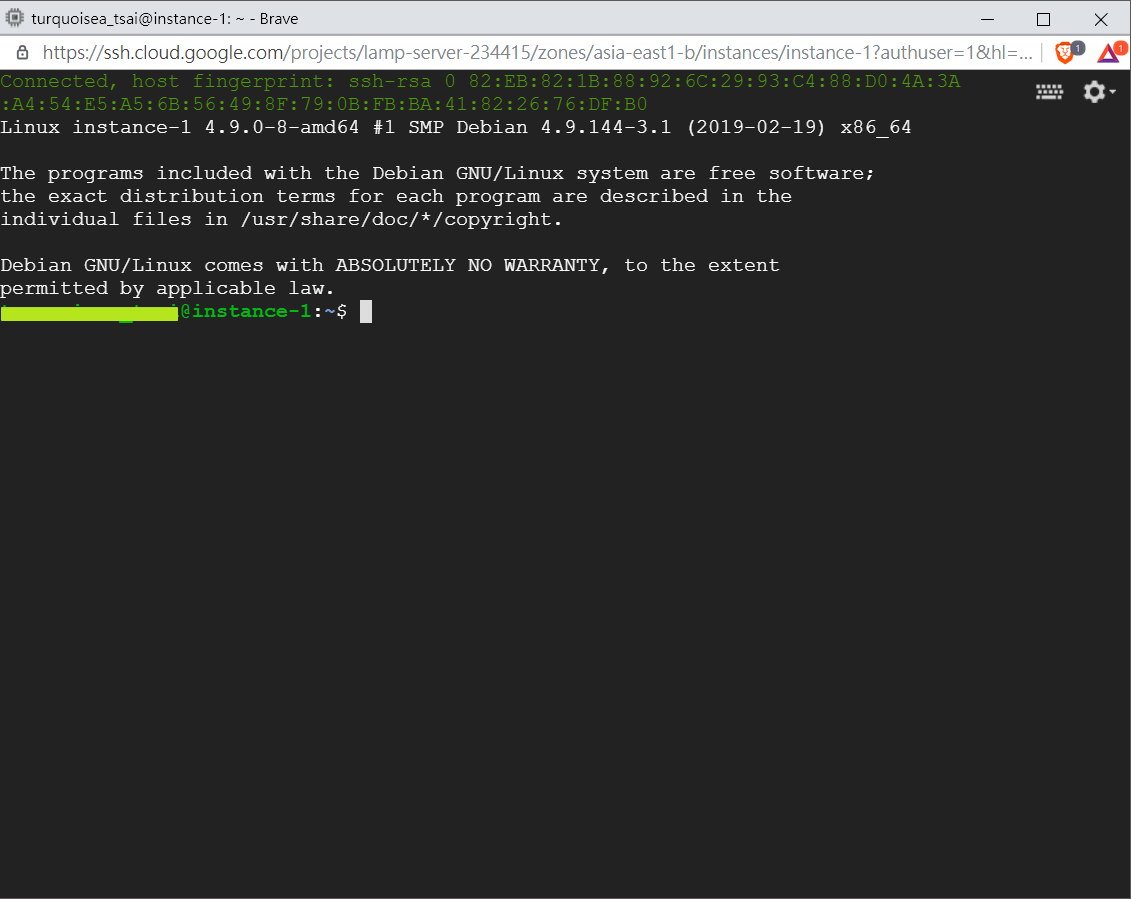 turquoisea_tsai@instance-1: ~ - Brave
https://ssh.cloud.google.com/projects/lamp-server-234415/zones/asia-east1-b/instances/instance-1?authuser=1&hl=...
1
1
Connected, host fingerprint: ssh-rsa 0 82:EB:82:1B:88:92:6C:29:93:C4:88:D0:4A:3A
:A4:54:E5:A5:6B:56:49:8F:79:0B:FB:BA:41:82:26:76:DF:B0
Linux instance-1 4.9.0-8-amd64 #1 SMP Debian 4.9.144-3.1 (2019-02-19) x86_64
The programs included with the Debian GNU/Linux system are free software;
the exact distribution terms for each program are described in the
individual files in /usr/share/doc/*/copyright.
Debian GNU/Linux comes with ABSOLUTELY NO WARRANTY, to the extent
permitted by applicable law.
@instance-1:~$